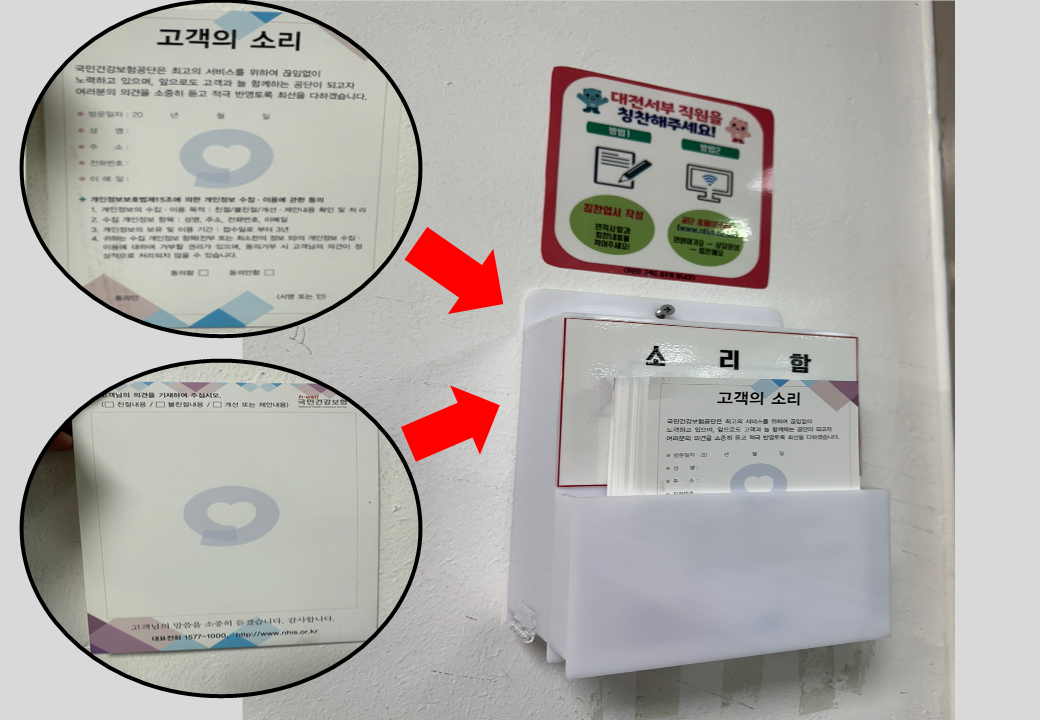 고객의 소리
국민건강보험공단은 최고의 서비스를 위하여 끊임없이
노력하고 있으며, 앞으로도 고객과 늘 함께하는 공단이 되고자
여러분의 의견을 소중히 듣고 적극 반영토록 최선을 다하겠습니다.
방문일자 : 20 년 월 일
성 명 :
주 소 :
전화번호 :
이 메 일 :
개인정보보호법제15조에 의한 개인정보 수집·이용에 관한 동의
1. 개인정보의 수집·이용 목적 : 친절/불친절/개선·제안내용 확인 및 처리
2. 수집 개인정보 항목 : 성명, 주소, 전화번호, 이메일
3. 개인정보의 보유 및 이용 기간 : 접수일로 부터 3년
4. 귀하는 수집 개인정보 항목(전부 또는 최소한의 정보 외)의 개인정보 수집·
이용에 대하여 거부할 권리가 있으며, 동의거부 시 고객님의 의견이 정
상적으로 처리되지 않을 수 있습니다.
동의함 □ 동의안함 □
동의인 (서명 또는 인)
고객님의 의견을 기재하여 주십시오.
(□ 친절내용 / □ 불친절내용 / □ 개선 또는 제안내용)
h-well
국민건강보험
고객님의 말씀을 소중히 듣겠습니다. 감사합니다.
대표전화 1577-1000, http://www.nhis.or.kr
대전서부 직원을
칭찬해주세요!
방법1
방법2
칭찬엽서 작성
칭찬내용을
적어주세요!
공단 홈페이지
민원여기요 → 상담문의
→ 칭찬해요
소 리 함
고객의 소리
국민건강보험공단은 최고의 서비스를 위하여 끊임없이
노력하고 있으며, 앞으로도 고객과 늘 함께하는 공단이 되고자
여러분의 의견을 소중히 듣고 적극 반영토록 최선을 다하겠습니다.
방문일자 : 20 년 월 일
성 명 :
주 소 :
전화번호